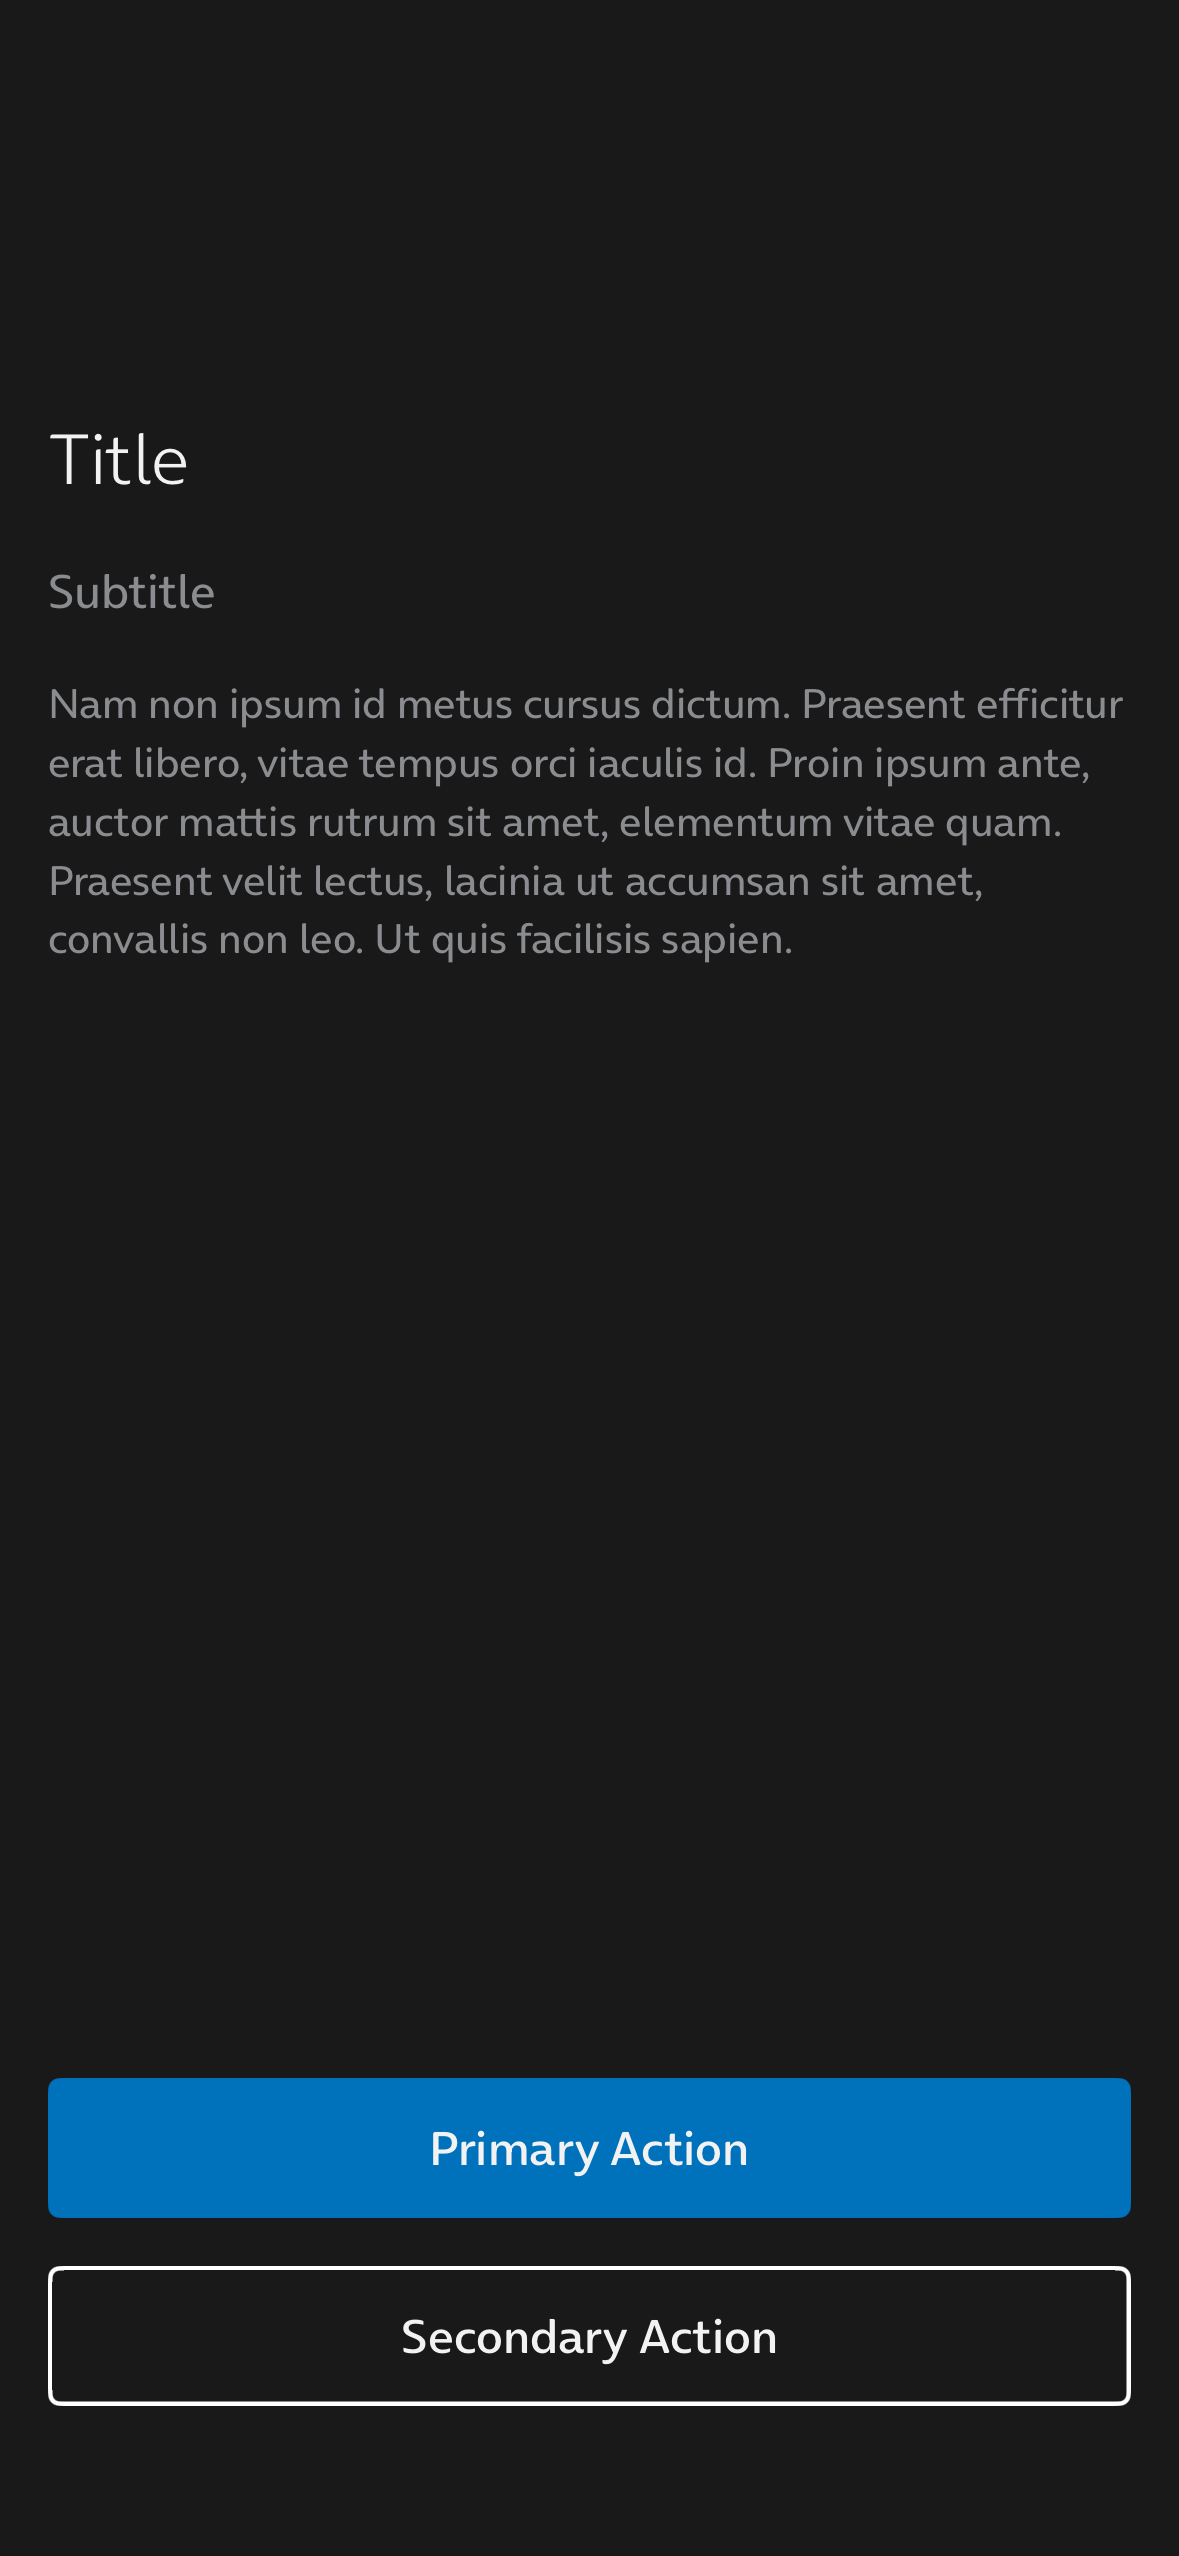 Title
Subtitle
Nam non ipsum id metus cursus dictum. Praesent efficitur
erat libero, vitae tempus orci iaculis id. Proin ipsum ante,
auctor mattis rutrum sit amet, elementum vitae quam.
Praesent velit lectus, lacinia ut accumsan sit amet,
convallis non leo. Ut quis facilisis sapien.
Primary Action
Secondary Action